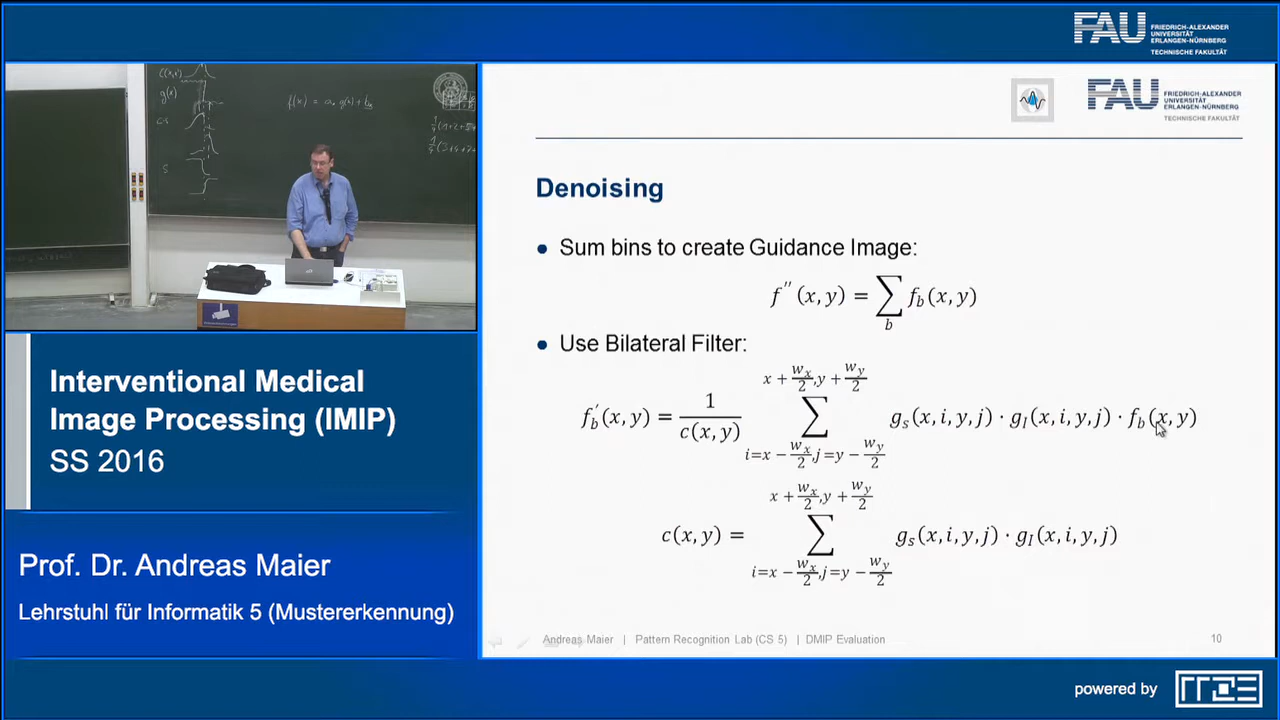 FAU FRIEDRICH-ALEXANDER
UNIVERSITÄT
ERLANGEN-NÜRNBERG
TECHNISCHE FAKULTÄT
FAU FRIEDRICH-ALEXANDER
UNIVERSITÄT
ERLANGEN-NÜRNBERG
TECHNISCHE FAKULTÄT
Denoising
• Sum bins to create Guidance Image:
f''(x,y) = ∑_b f_b(x,y)
• Use Bilateral Filter:
f_b'(x,y) = 1/c(x,y) ∑_{i=x−w_x/2, j=y−w_y/2}^{x+w_x/2, y+w_y/2} g_s(x,i,y,j) · g_I(x,i,y,j) · f_b(x,y)
c(x,y) = ∑_{i=x−w_x/2, j=y−w_y/2}^{x+w_x/2, y+w_y/2} g_s(x,i,y,j) · g_I(x,i,y,j)
Andreas Maier | Pattern Recognition Lab (CS 5) | DMIP Evaluation 10
Interventional Medical
Image Processing (IMIP)
SS 2016
Prof. Dr. Andreas Maier
Lehrstuhl für Informatik 5 (Mustererkennung)
powered by